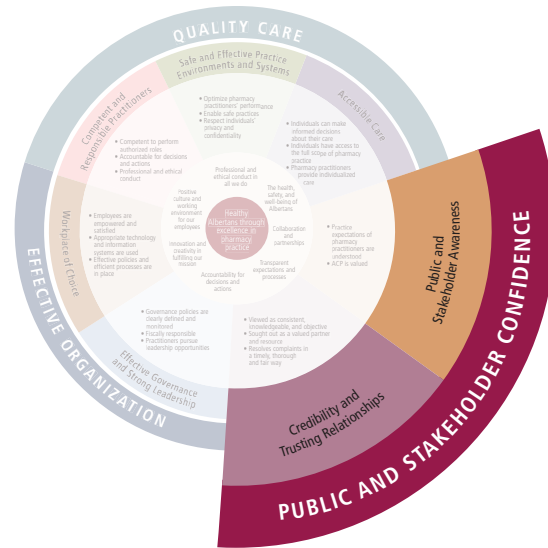 QUALITY CARE
Safe and Effective Practice
Environments and Systems
• Optimize pharmacy
practitioners' performance
• Enable safe practices
• Respect individuals'
privacy and
confidentiality
Accessible Care
• Individuals can make
informed decisions
about their care
• Individuals have access to
the full scope of pharmacy
practice
• Pharmacy practitioners
provide individualized
care
Competent and
Responsible Practitioners
• Competent to perform
authorized roles
• Accountable for decisions
and actions
• Professional and ethical
conduct
Professional and
ethical conduct in
all we do
The health,
safety, and
well-being of
Albertans
Collaboration
and
partnerships
Transparent
expectations and
processes
Accountability for
decisions and
actions
Innovation and
creativity in
fulfilling our
mission
Positive
culture and
working
environment
for our
employees
Healthy
Albertans through
excellence in
pharmacy
practice
Workplace of Choice
• Employees are
empowered and
satisfied
• Appropriate technology
and information
systems are used
• Effective policies and
efficient processes are
in place
EFFECTIVE ORGANIZATION
Effective Governance
and Strong Leadership
• Governance policies are
clearly defined and
monitored
• Fiscally responsible
• Practitioners pursue
leadership opportunities
• Viewed as consistent,
knowledgeable, and objective
• Sought out as a valued partner
and resource
• Resolves complaints in
a timely, thorough
and fair way
Credibility and
Trusting Relationships
• Practice
expectations of
pharmacy
practitioners are
understood
• ACP is valued
Public and
Stakeholder Awareness
PUBLIC AND STAKEHOLDER CONFIDENCE